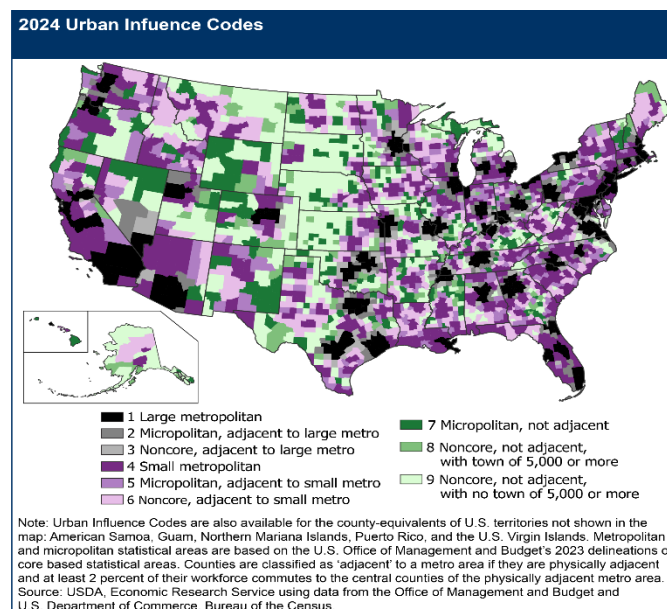 2024 Urban Infuence Codes
1 Large metropolitan
2 Micropolitan, adjacent to large metro
3 Noncore, adjacent to large metro
4 Small metropolitan
5 Micropolitan, adjacent to small metro
6 Noncore, adjacent to small metro
7 Micropolitan, not adjacent
8 Noncore, not adjacent,
with town of 5,000 or more
9 Noncore, not adjacent,
with no town of 5,000 or more
Note: Urban Influence Codes are also available for the county-equivalents of U.S. territories not shown in the
map: American Samoa, Guam, Northern Mariana Islands, Puerto Rico, and the U.S. Virgin Islands. Metropolitan
and micropolitan statistical areas are based on the U.S. Office of Management and Budget's 2023 delineations o
core based statistical areas. Counties are classified as 'adjacent' to a metro area if they are physically adjacent
and at least 2 percent of their workforce commutes to the central counties of the physically adjacent metro area.
Source: USDA, Economic Research Service using data from the Office of Management and Budget and
U.S. Department of Commerce, Bureau of the Census.